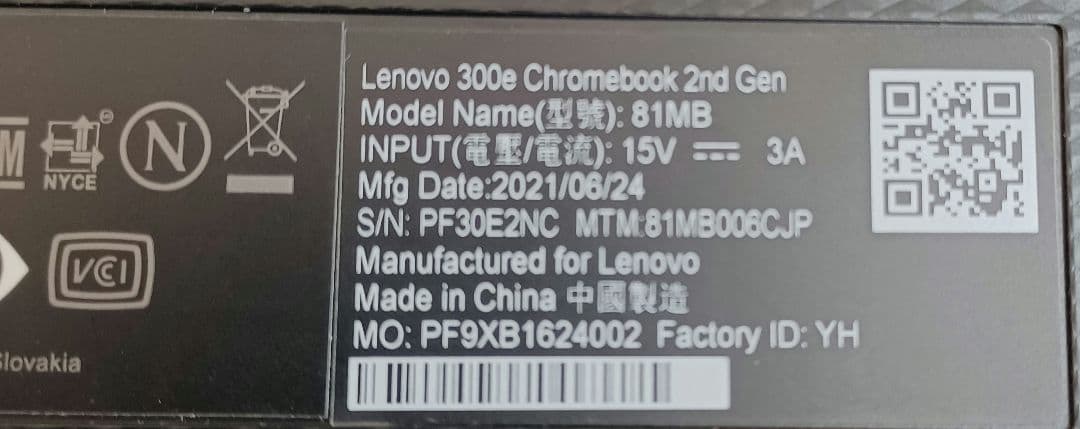 NYCE
N
VCI
Slovakia
Lenovo 300e Chromebook 2nd Gen
Model Name(型號): 81MB
INPUT(電壓/電流): 15V 3A
Mfg Date:2021/06/24
S/N: PF30E2NC MTM:81MB006CJP
Manufactured for Lenovo
Made in China 中國製造
MO: PF9XB1624002 Factory ID: YH